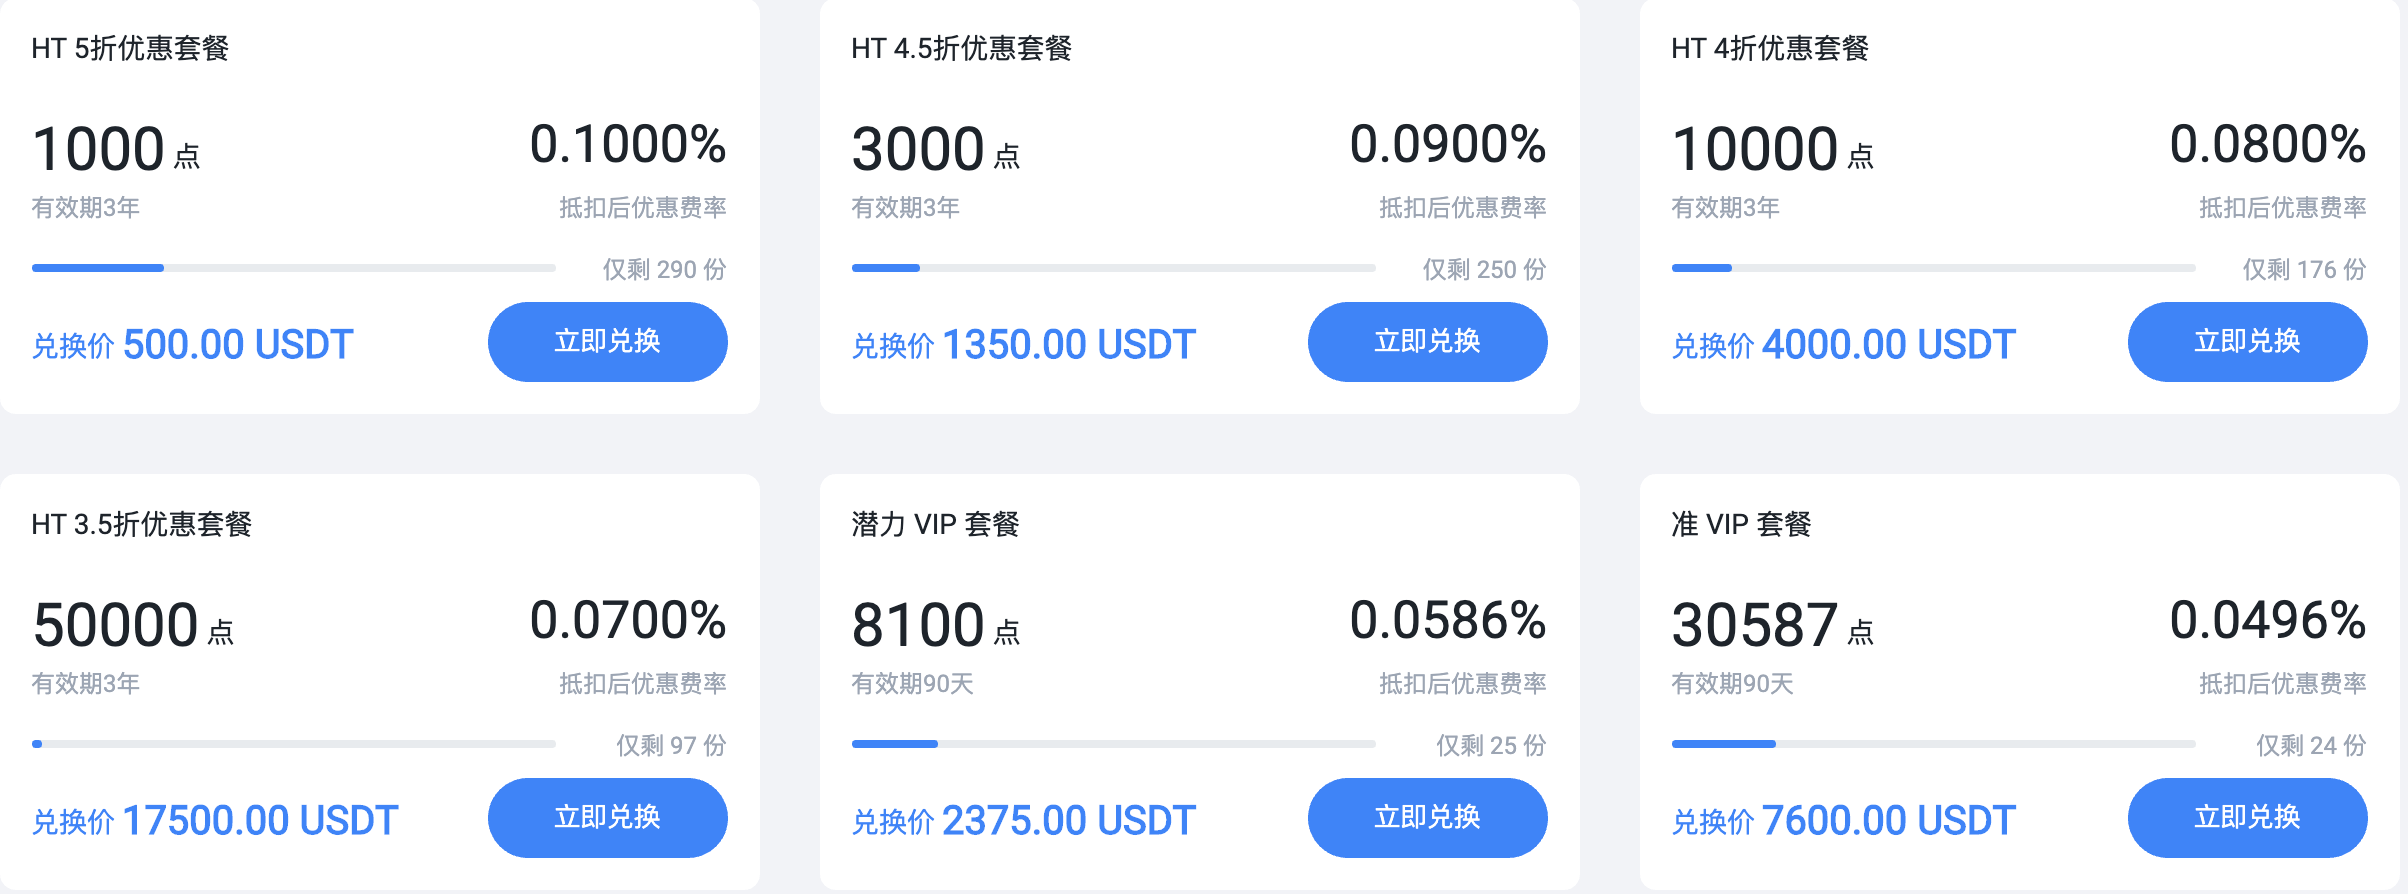 HT 5折优惠套餐
1000 点
0.1000%
有效期3年
抵扣后优惠费率
仅剩 290 份
兑换价 500.00 USDT
立即兑换
HT 4.5折优惠套餐
3000 点
0.0900%
有效期3年
抵扣后优惠费率
仅剩 250 份
兑换价 1350.00 USDT
立即兑换
HT 4折优惠套餐
10000 点
0.0800%
有效期3年
抵扣后优惠费率
仅剩 176 份
兑换价 4000.00 USDT
立即兑换
HT 3.5折优惠套餐
50000 点
0.0700%
有效期3年
抵扣后优惠费率
仅剩 97 份
兑换价 17500.00 USDT
立即兑换
潜力 VIP 套餐
8100 点
0.0586%
有效期90天
抵扣后优惠费率
仅剩 25 份
兑换价 2375.00 USDT
立即兑换
准 VIP 套餐
30587 点
0.0496%
有效期90天
抵扣后优惠费率
仅剩 24 份
兑换价 7600.00 USDT
立即兑换